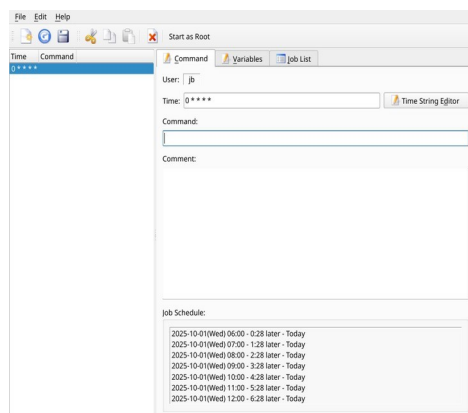 File Edit Help
Start as Root
Time Command
0 * * * *
Command Variables Job List
User: jb
Time: 0 * * * * Time String Editor
Command:
Comment:
Job Schedule:
2025-10-01(Wed) 06:00 - 0:28 later - Today
2025-10-01(Wed) 07:00 - 1:28 later - Today
2025-10-01(Wed) 08:00 - 2:28 later - Today
2025-10-01(Wed) 09:00 - 3:28 later - Today
2025-10-01(Wed) 10:00 - 4:28 later - Today
2025-10-01(Wed) 11:00 - 5:28 later - Today
2025-10-01(Wed) 12:00 - 6:28 later - Today